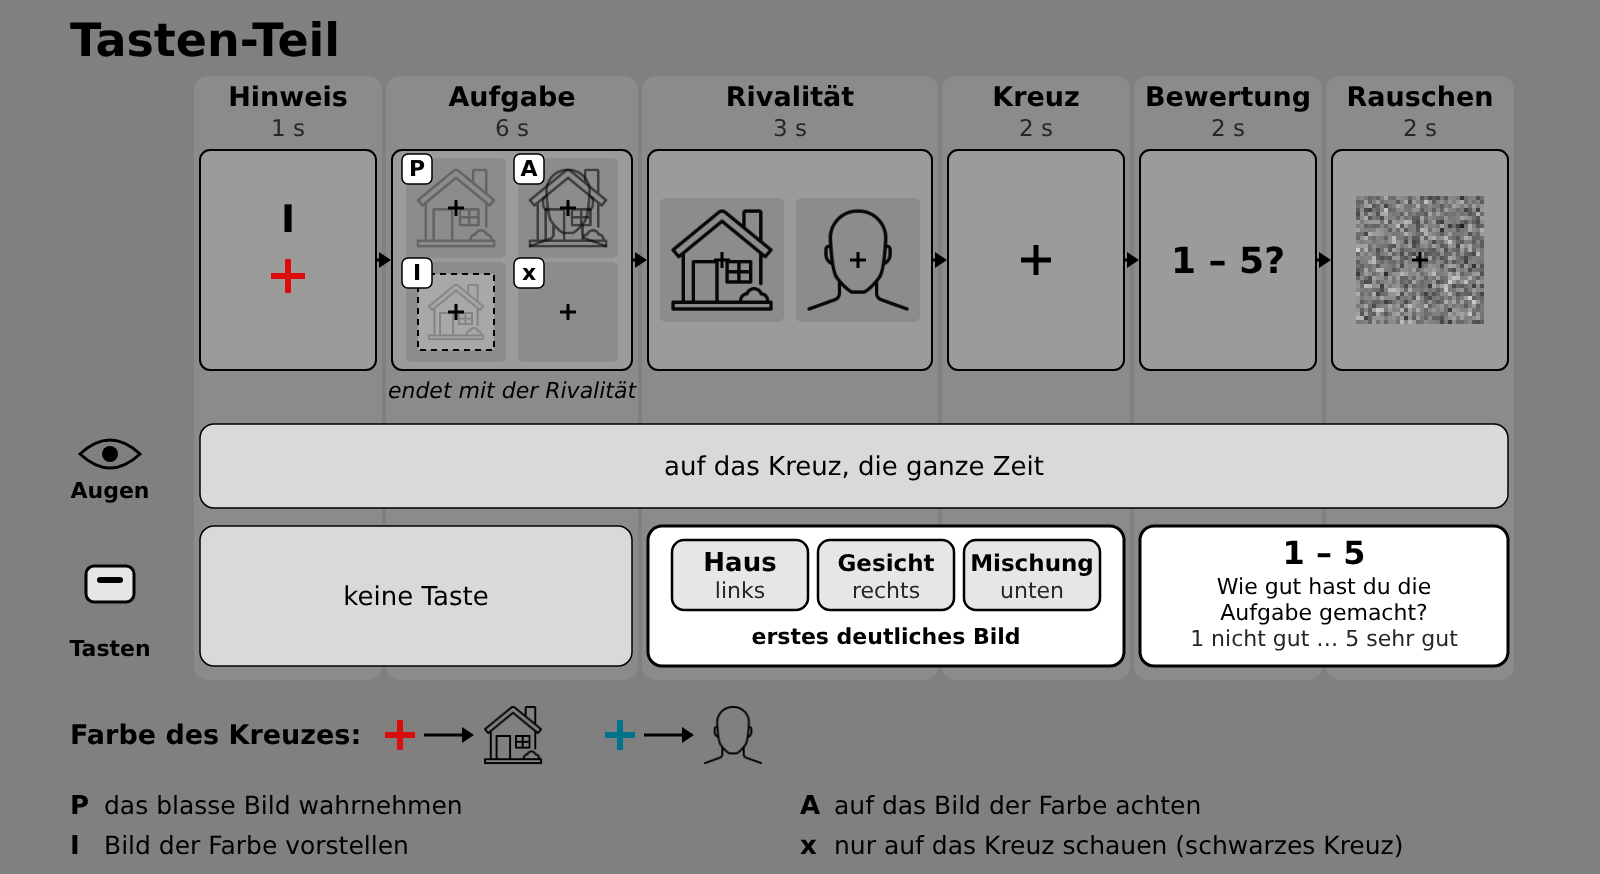 Tasten-Teil
Hinweis
1 s
Aufgabe
6 s
Rivalität
3 s
Kreuz
2 s
Bewertung
2 s
Rauschen
2 s
I
P
A
I
x
1 – 5?
endet mit der Rivalität
Augen
auf das Kreuz, die ganze Zeit
Tasten
keine Taste
Haus
links
Gesicht
rechts
Mischung
unten
erstes deutliches Bild
1 – 5
Wie gut hast du die
Aufgabe gemacht?
1 nicht gut ... 5 sehr gut
Farbe des Kreuzes:
P das blasse Bild wahrnehmen
A auf das Bild der Farbe achten
I Bild der Farbe vorstellen
x nur auf das Kreuz schauen (schwarzes Kreuz)